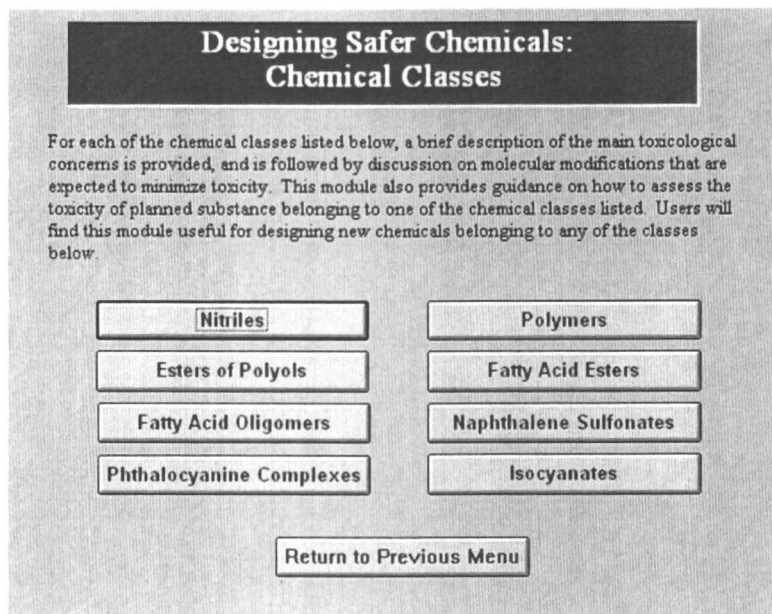 Designing Safer Chemicals:
Chemical Classes
For each of the chemical classes listed below, a brief description of the main toxicological
concerns is provided, and is followed by discussion on molecular modifications that are
expected to minimize toxicity. This module also provides guidance on how to assess the
toxicity of planned substance belonging to one of the chemical classes listed. Users will
find this module useful for designing new chemicals belonging to any of the classes
below.
Nitriles
Polymers
Esters of Polyols
Fatty Acid Esters
Fatty Acid Oligomers
Naphthalene Sulfonates
Phthalocyanine Complexes
Isocyanates
Return to Previous Menu